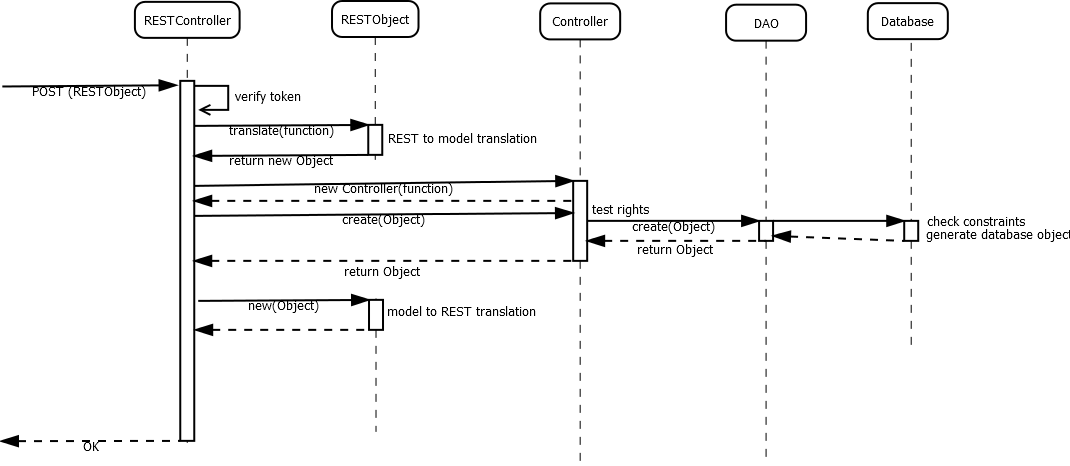 RESTController
RESTObject
Controller
DAO
Database
POST (RESTObject)
verify token
translate(function)
REST to model translation
return new Object
new Controller(function)
create(Object)
test rights
create(Object)
check constraints
generate database object
return Object
return Object
new(Object)
model to REST translation
OK